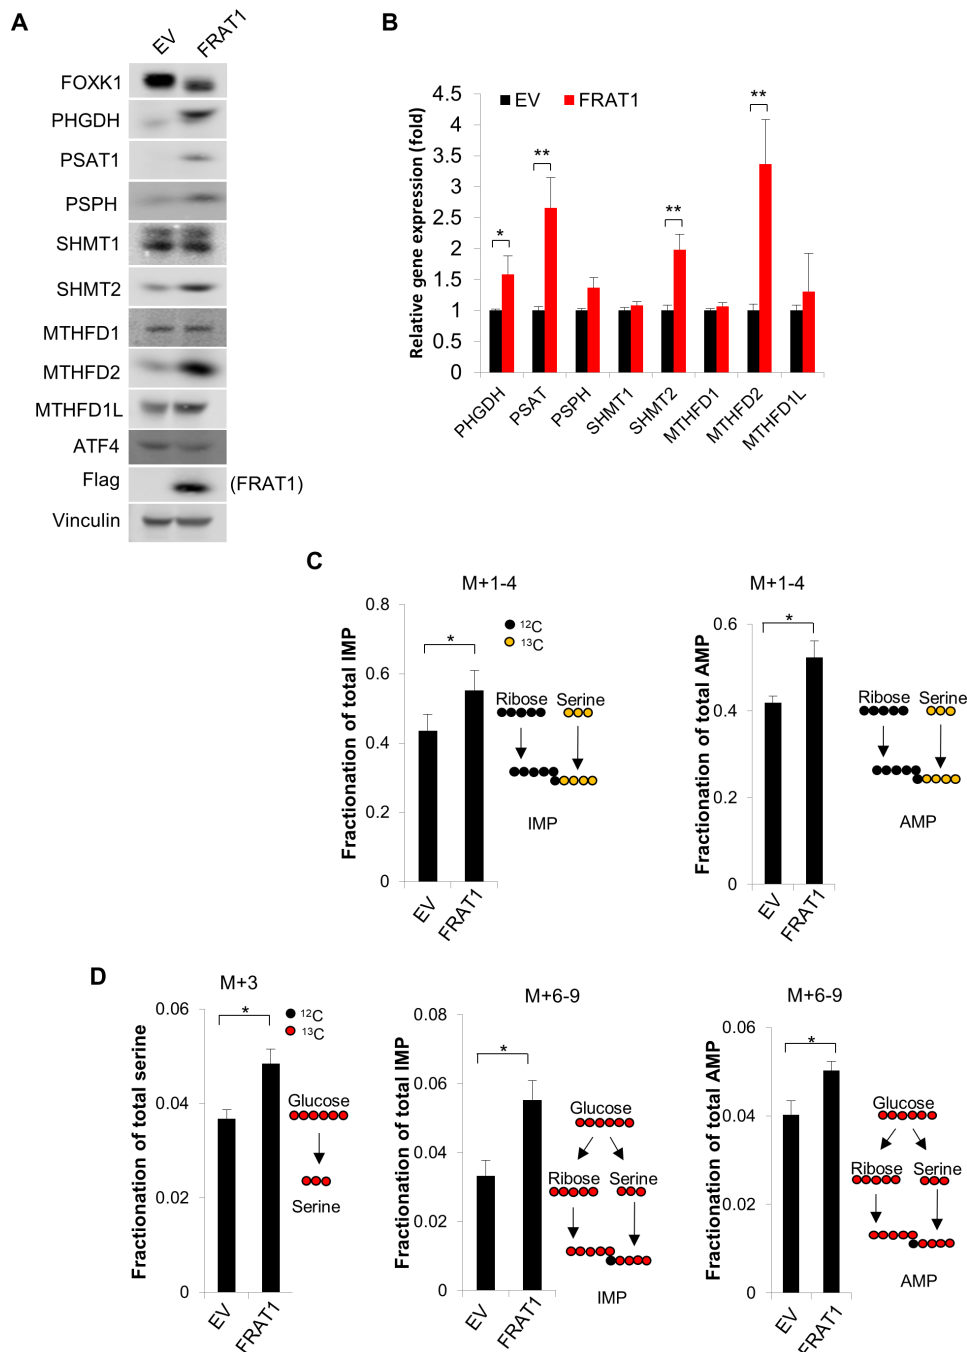 A
EV
FRAT1
FOXK1
PHGDH
PSAT1
PSPH
SHMT1
SHMT2
MTHFD1
MTHFD2
MTHFD1L
ATF4
Flag
(FRAT1)
Vinculin
B
EV
FRAT1
Relative gene expression (fold)
4.5
4
3.5
3
2.5
2
1.5
1
0.5
0
*
**
**
**
PHGDH
PSAT
PSPH
SHMT1
SHMT2
MTHFD1
MTHFD2
MTHFD1L
C
M+1-4
Fractionation of total IMP
0.8
0.6
0.4
0.2
0
*
12C
13C
Ribose Serine
IMP
EV
FRAT1
M+1-4
Fractionation of total AMP
0.6
0.4
0.2
0
*
Ribose Serine
AMP
EV
FRAT1
D
M+3
Fractionation of total serine
0.06
0.04
0.02
0
*
12C
13C
Glucose
Serine
EV
FRAT1
M+6-9
Fractionation of total IMP
0.08
0.06
0.04
0.02
0
*
Glucose
Ribose Serine
IMP
EV
FRAT1
M+6-9
Fractionation of total AMP
0.06
0.04
0.02
0
*
Glucose
Ribose Serine
AMP
EV
FRAT1